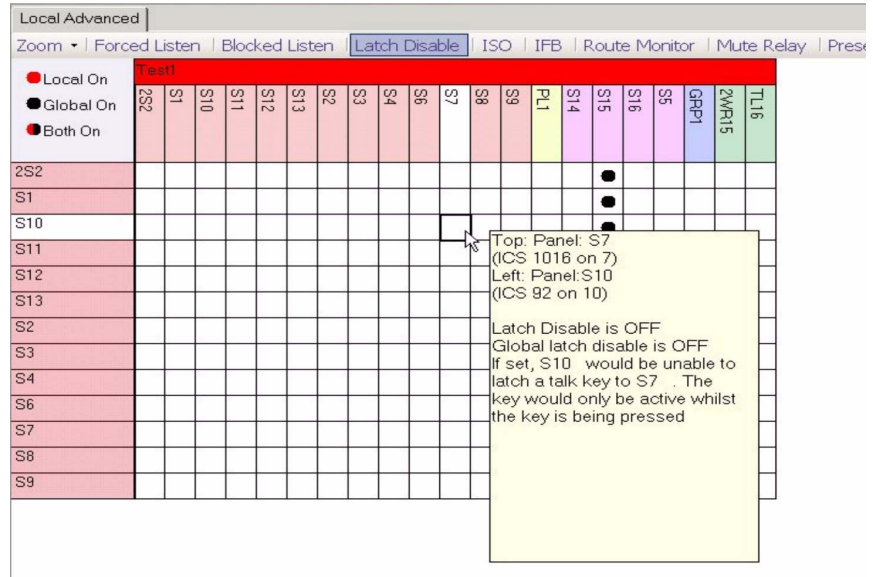 Local Advanced
Zoom Forced Listen Blocked Listen Latch Disable ISO IFB Route Monitor Mute Relay Prese
Local On
Global On
Both On
Test1
2S2 S1 S10 S11 S12 S13 S2 S3 S4 S6 S7 S8 S9 PL1 S14 S15 S16 S5 GRP1 2WR15 TL16
2S2
S1
S10
S11
S12
S13
S2
S3
S4
S6
S7
S8
S9
Top: Panel: S7
(ICS 1016 on 7)
Left: Panel:S10
(ICS 92 on 10)
Latch Disable is OFF
Global latch disable is OFF
If set, S10 would be unable to
latch a talk key to S7 . The
key would only be active whilst
the key is being pressed